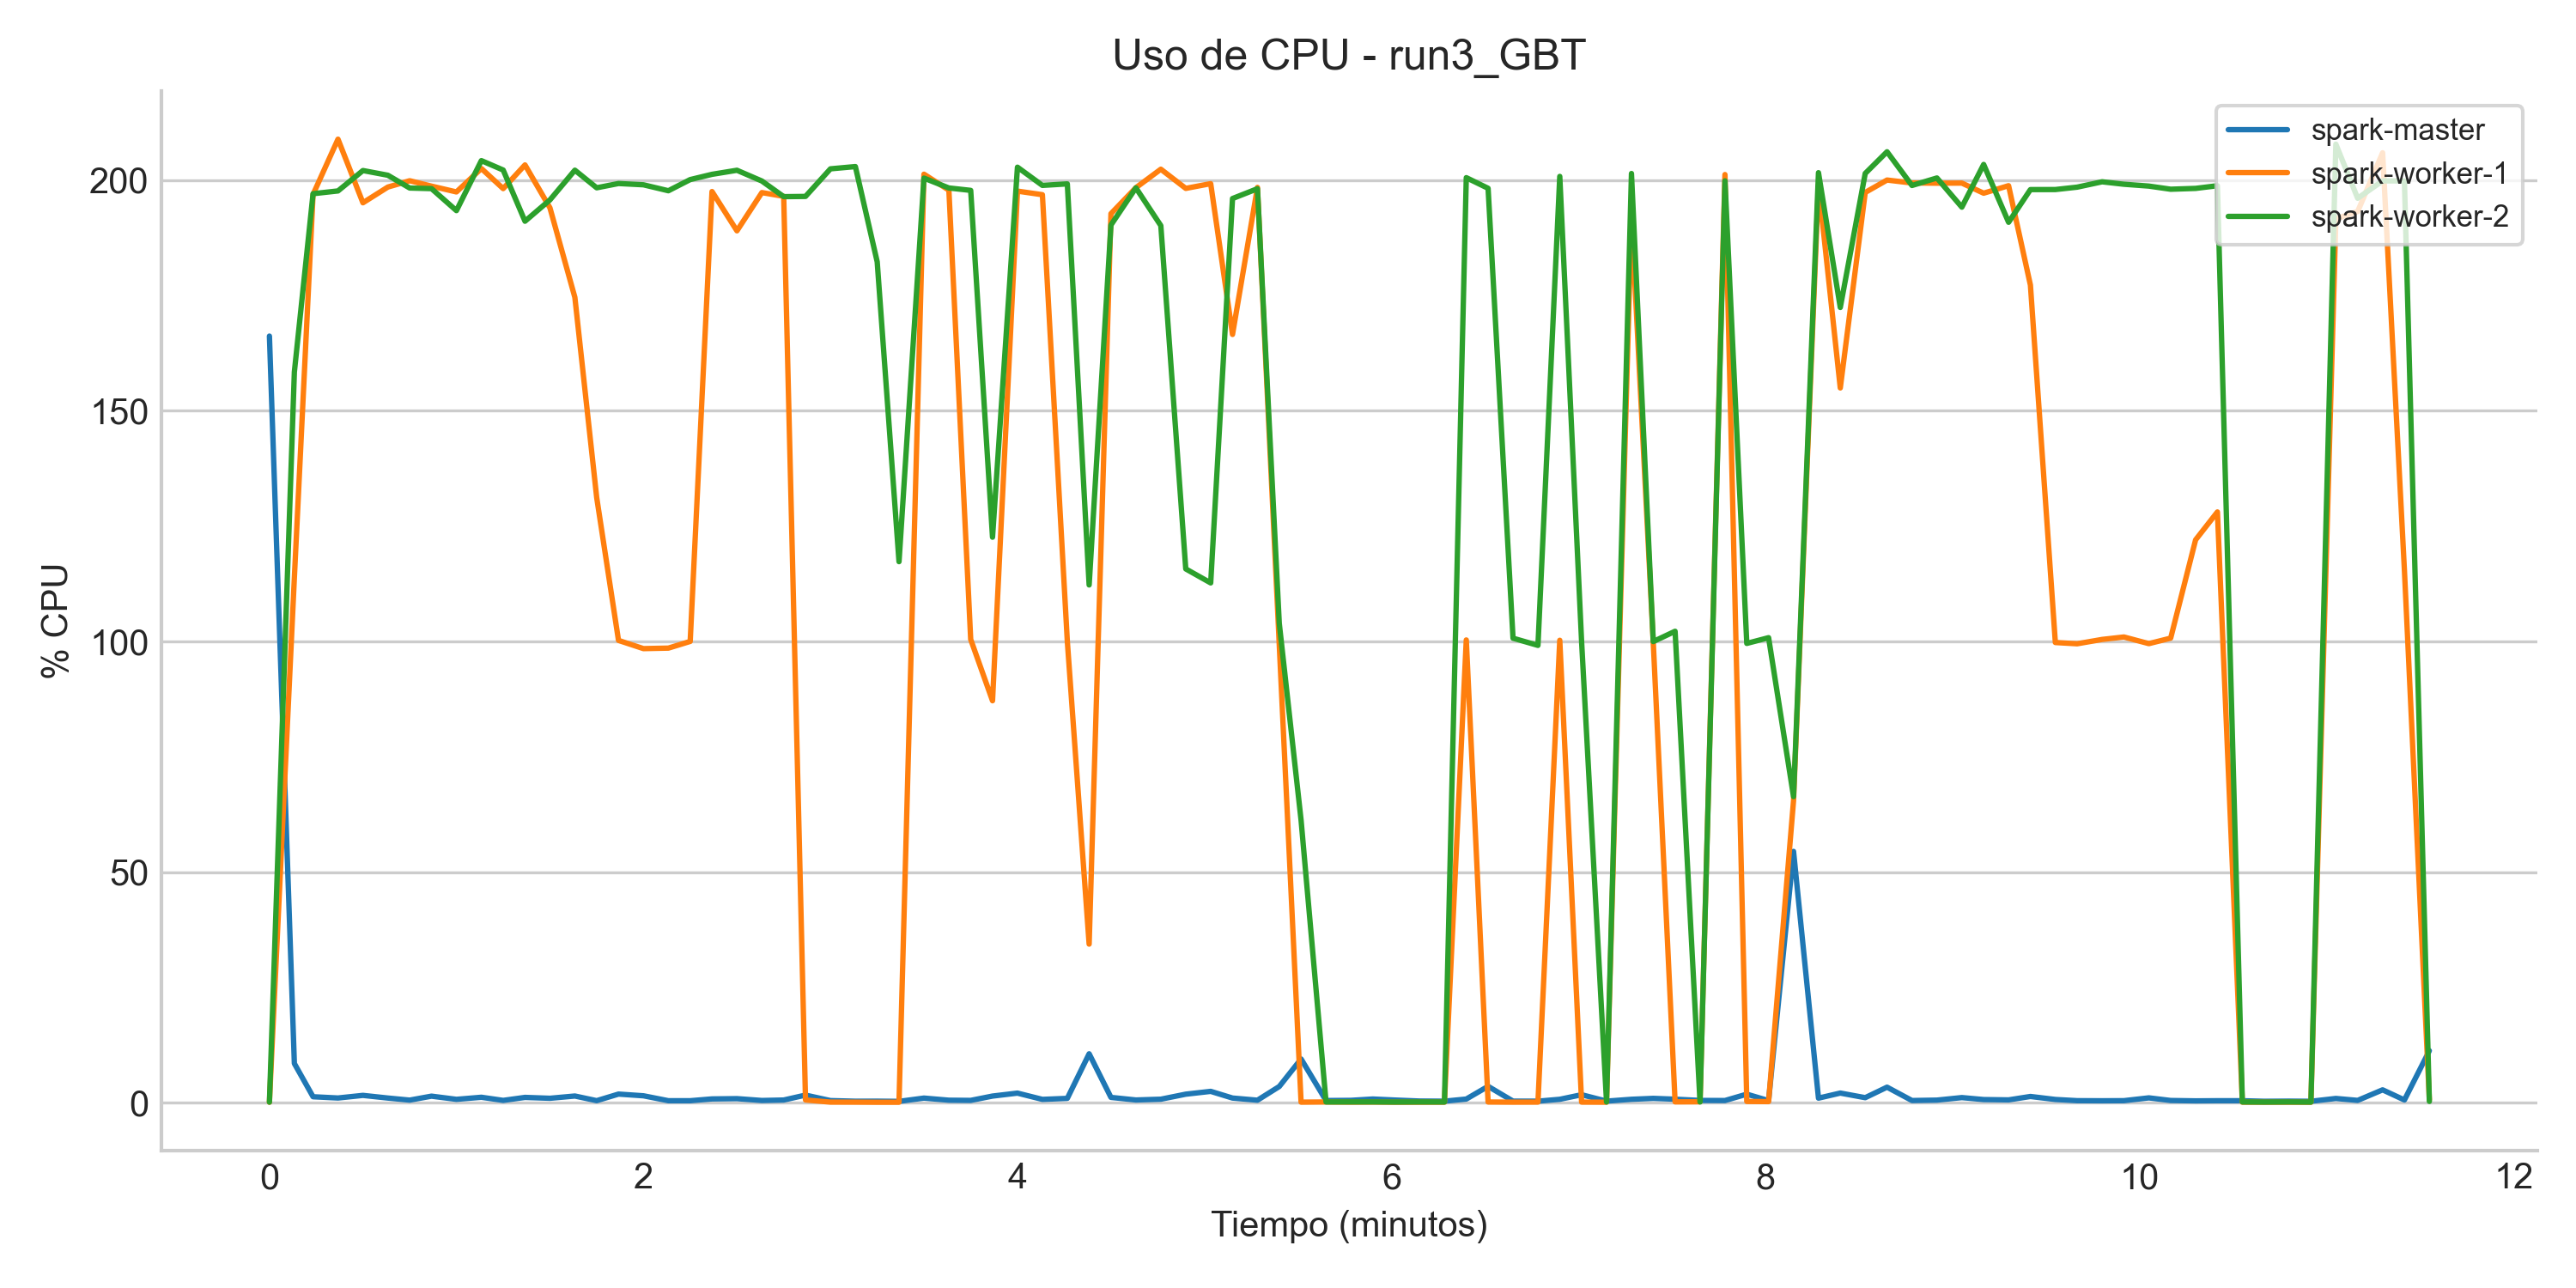 Uso de CPU - run3_GBT
spark-master
spark-worker-1
spark-worker-2
200
150
100
50
0
% CPU
0 2 4 6 8 10 12
Tiempo (minutos)